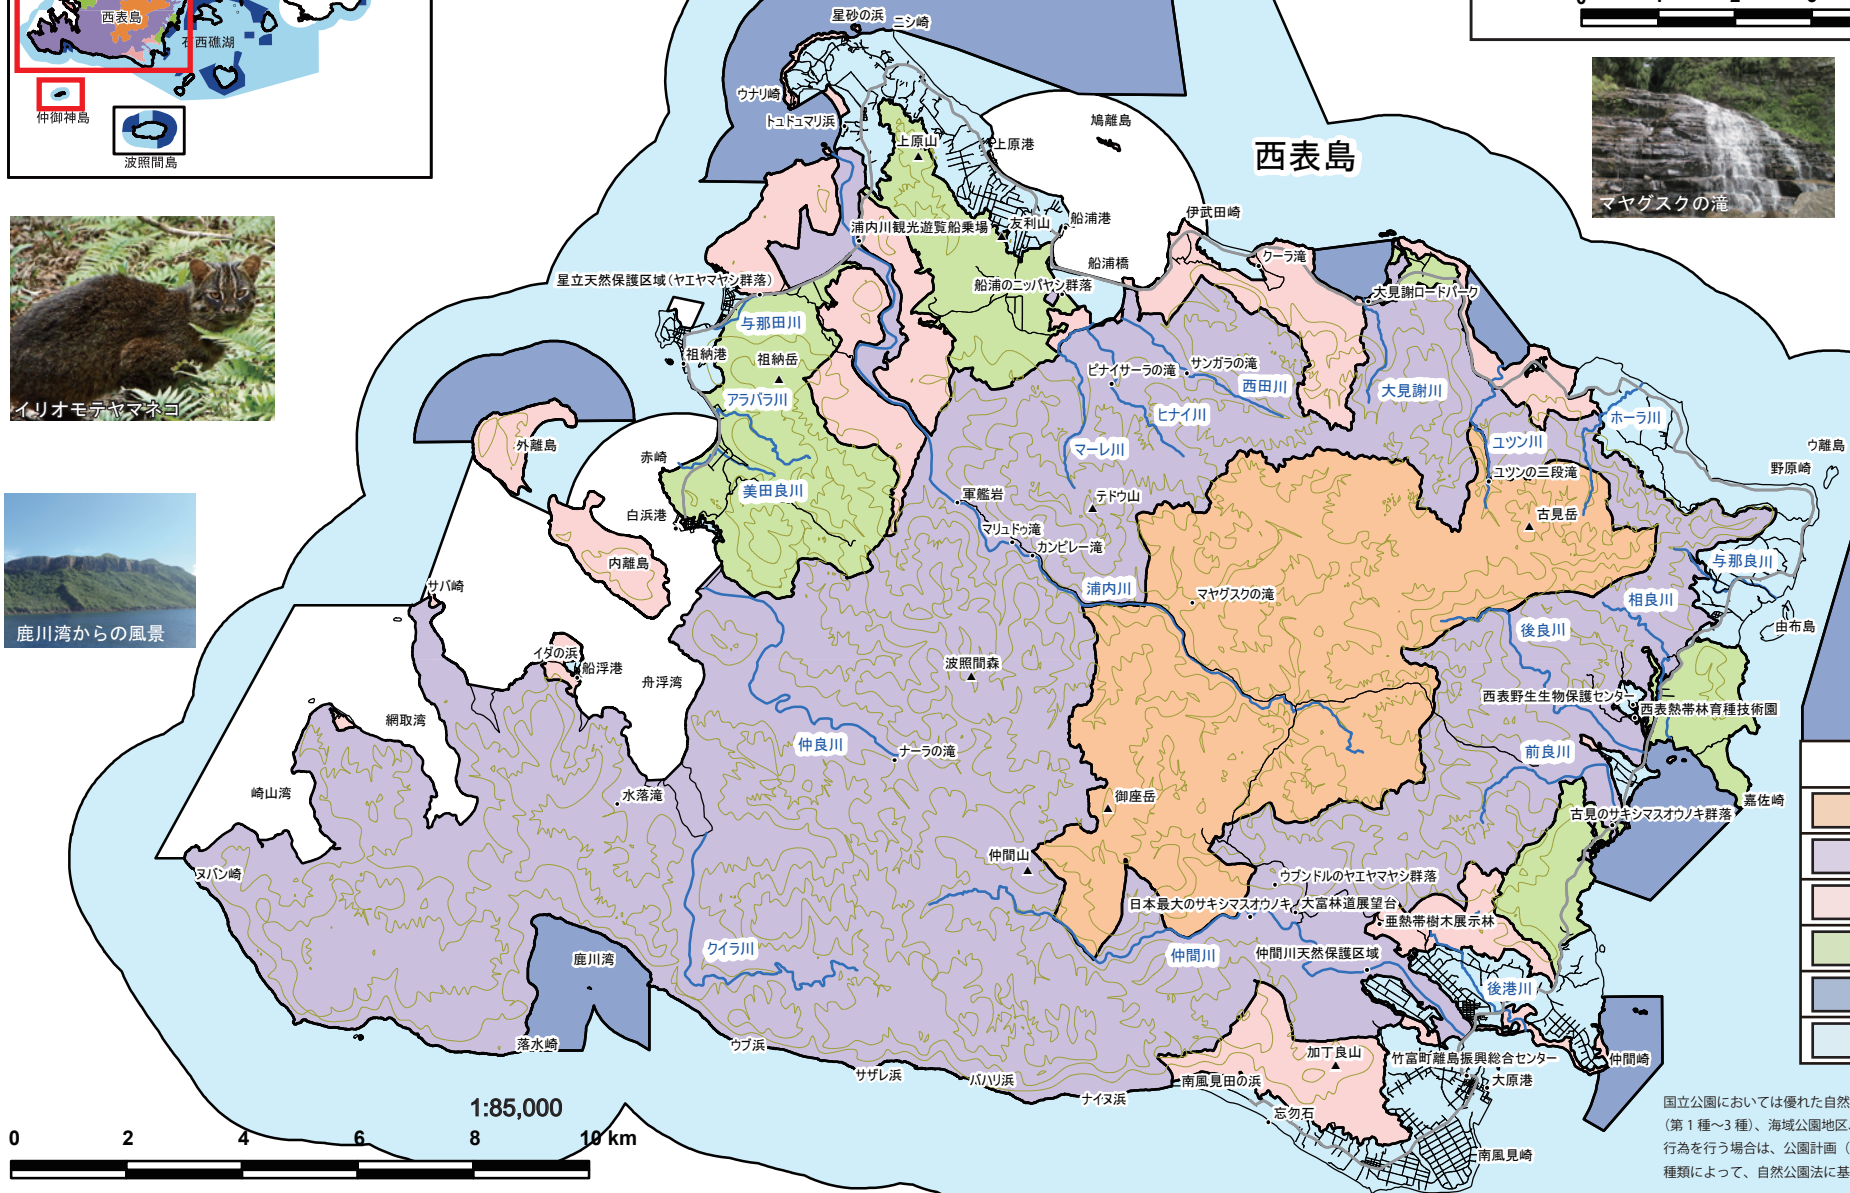 西表島
石西礁湖
仲御神島
波照間島
イリオモテヤマネコ
鹿川湾からの風景
マヤグスクの滝
西表島
星砂の浜
ニシ崎
ウナリ崎
トゥドゥマリ浜
上原山
上原港
鳩離島
浦内川観光遊覧船乗場
友利山
船浦港
伊武田崎
クーラ滝
船浦橋
星立天然保護区域(ヤエヤマヤシ群落)
船浦のニッパヤシ群落
大見謝ロードパーク
与那田川
祖納港
祖納岳
アラバラ川
ピナイサーラの滝
サンガラの滝
西田川
大見謝川
ヒナイ川
ホーラ川
外離島
赤崎
マーレ川
ユツン川
ウ離島
野原崎
ユツンの三段滝
美田良川
軍艦岩
テドウ山
古見岳
白浜港
マリュドゥ滝
カンビレー滝
内離島
与那良川
サバ崎
浦内川
マヤグスクの滝
相良川
後良川
由布島
イダの浜
船浮港
舟浮湾
波照間森
西表野生生物保護センター
西表熱帯林育種技術園
網取湾
仲良川
ナーラの滝
前良川
崎山湾
水落滝
御座岳
嘉佐崎
古見のサキシマスオウノキ群落
ヌバン崎
仲間山
ウブンドルのヤエヤマヤシ群落
日本最大のサキシマスオウノキ
大富林道展望台
亜熱帯樹木展示林
クイラ川
鹿川湾
仲間川
仲間川天然保護区域
後港川
落水崎
ウブ浜
サザレ浜
パハリ浜
ナイヌ浜
加丁良山
南風見田の浜
竹富町離島振興総合センター
大原港
仲間崎
忘勿石
南風見崎
1:85,000
0 2 4 6 8 10 km
国立公園においては優れた自然
(第1種~3種)、海域公園地区
行為を行う場合は、公園計画(
種類によって、自然公園法に基